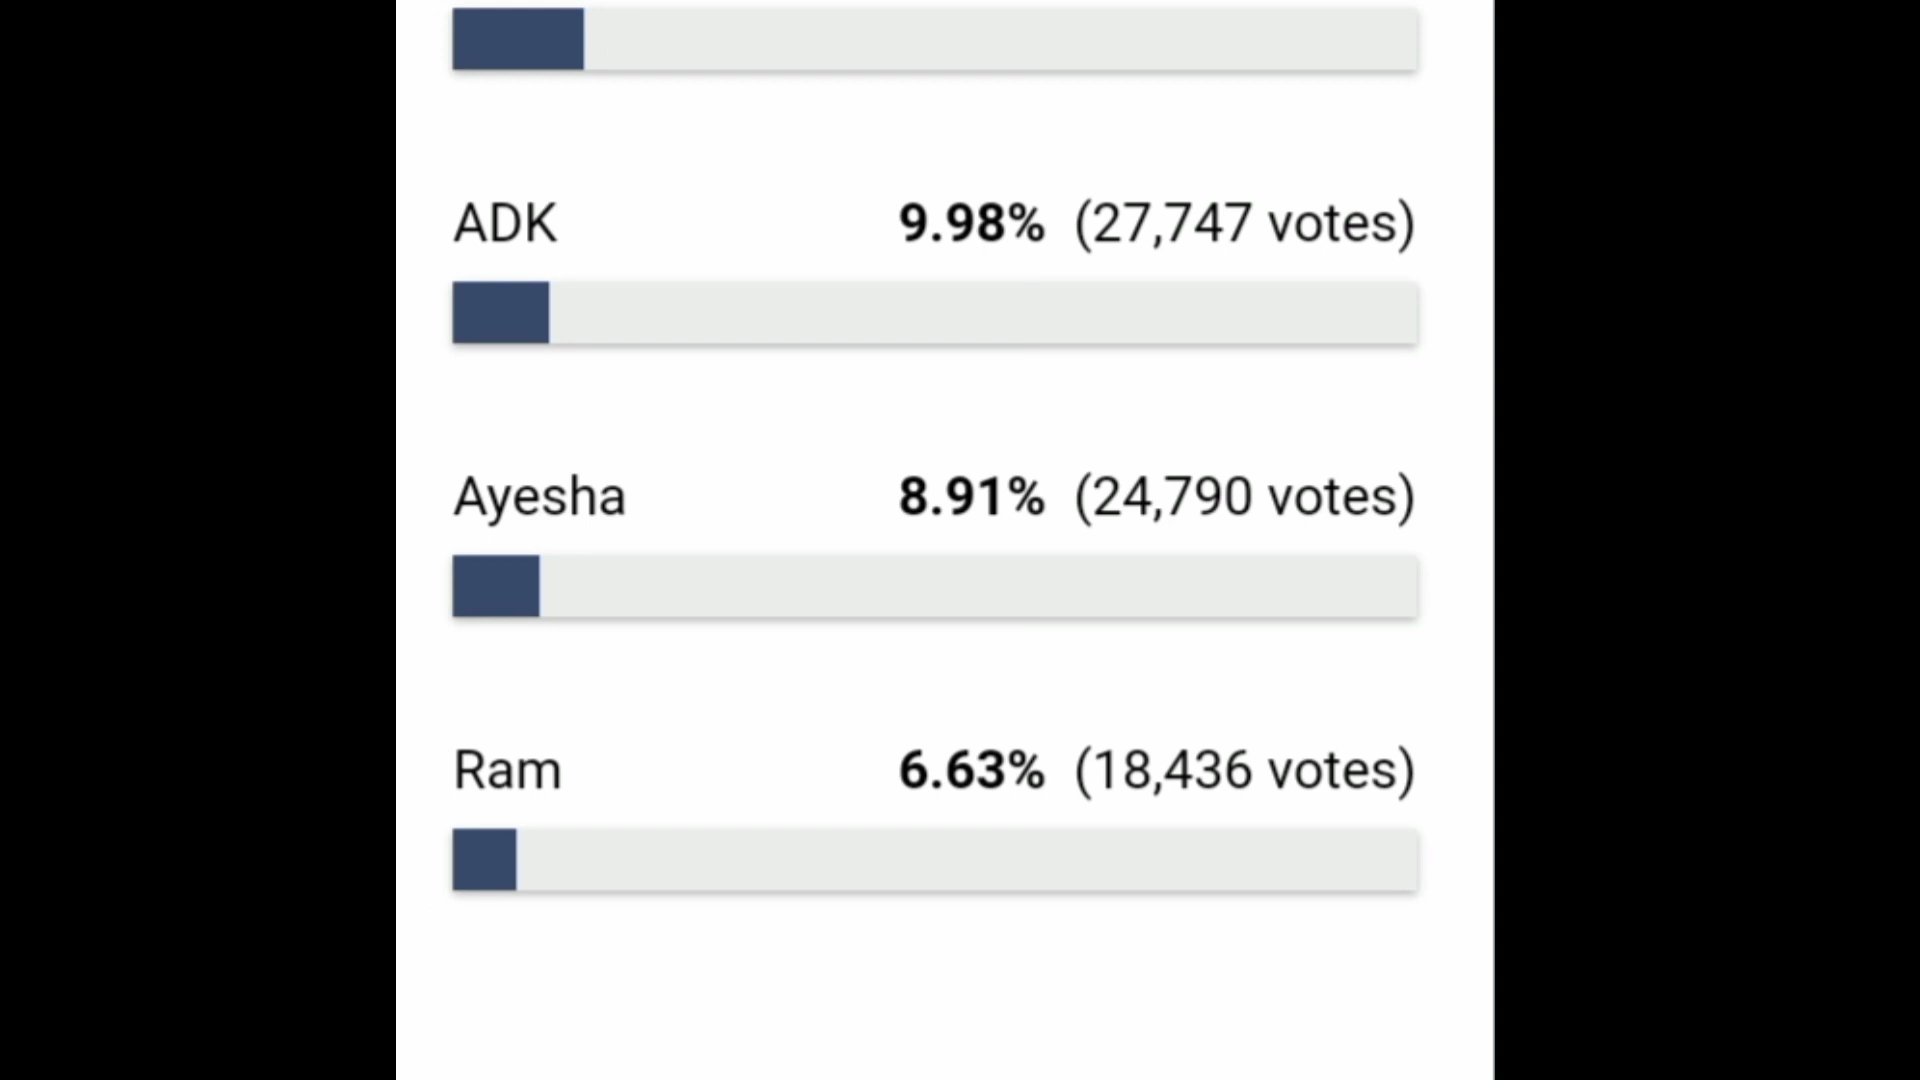 ADK 9.98% (27,747 votes)
Ayesha 8.91% (24,790 votes)
Ram 6.63% (18,436 votes)